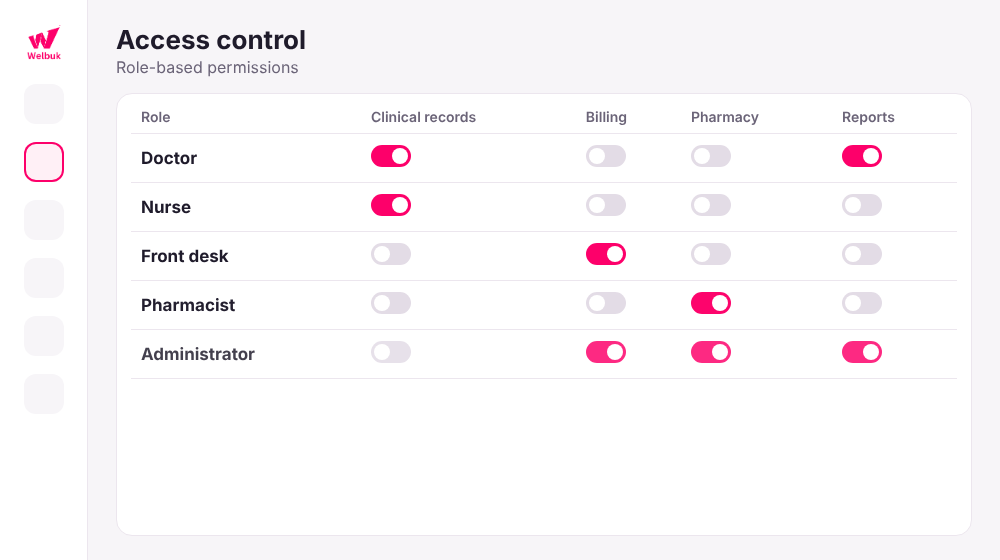 Welbuk
Access control
Role-based permissions
Role Clinical records Billing Pharmacy Reports
Doctor
Nurse
Front desk
Pharmacist
Administrator